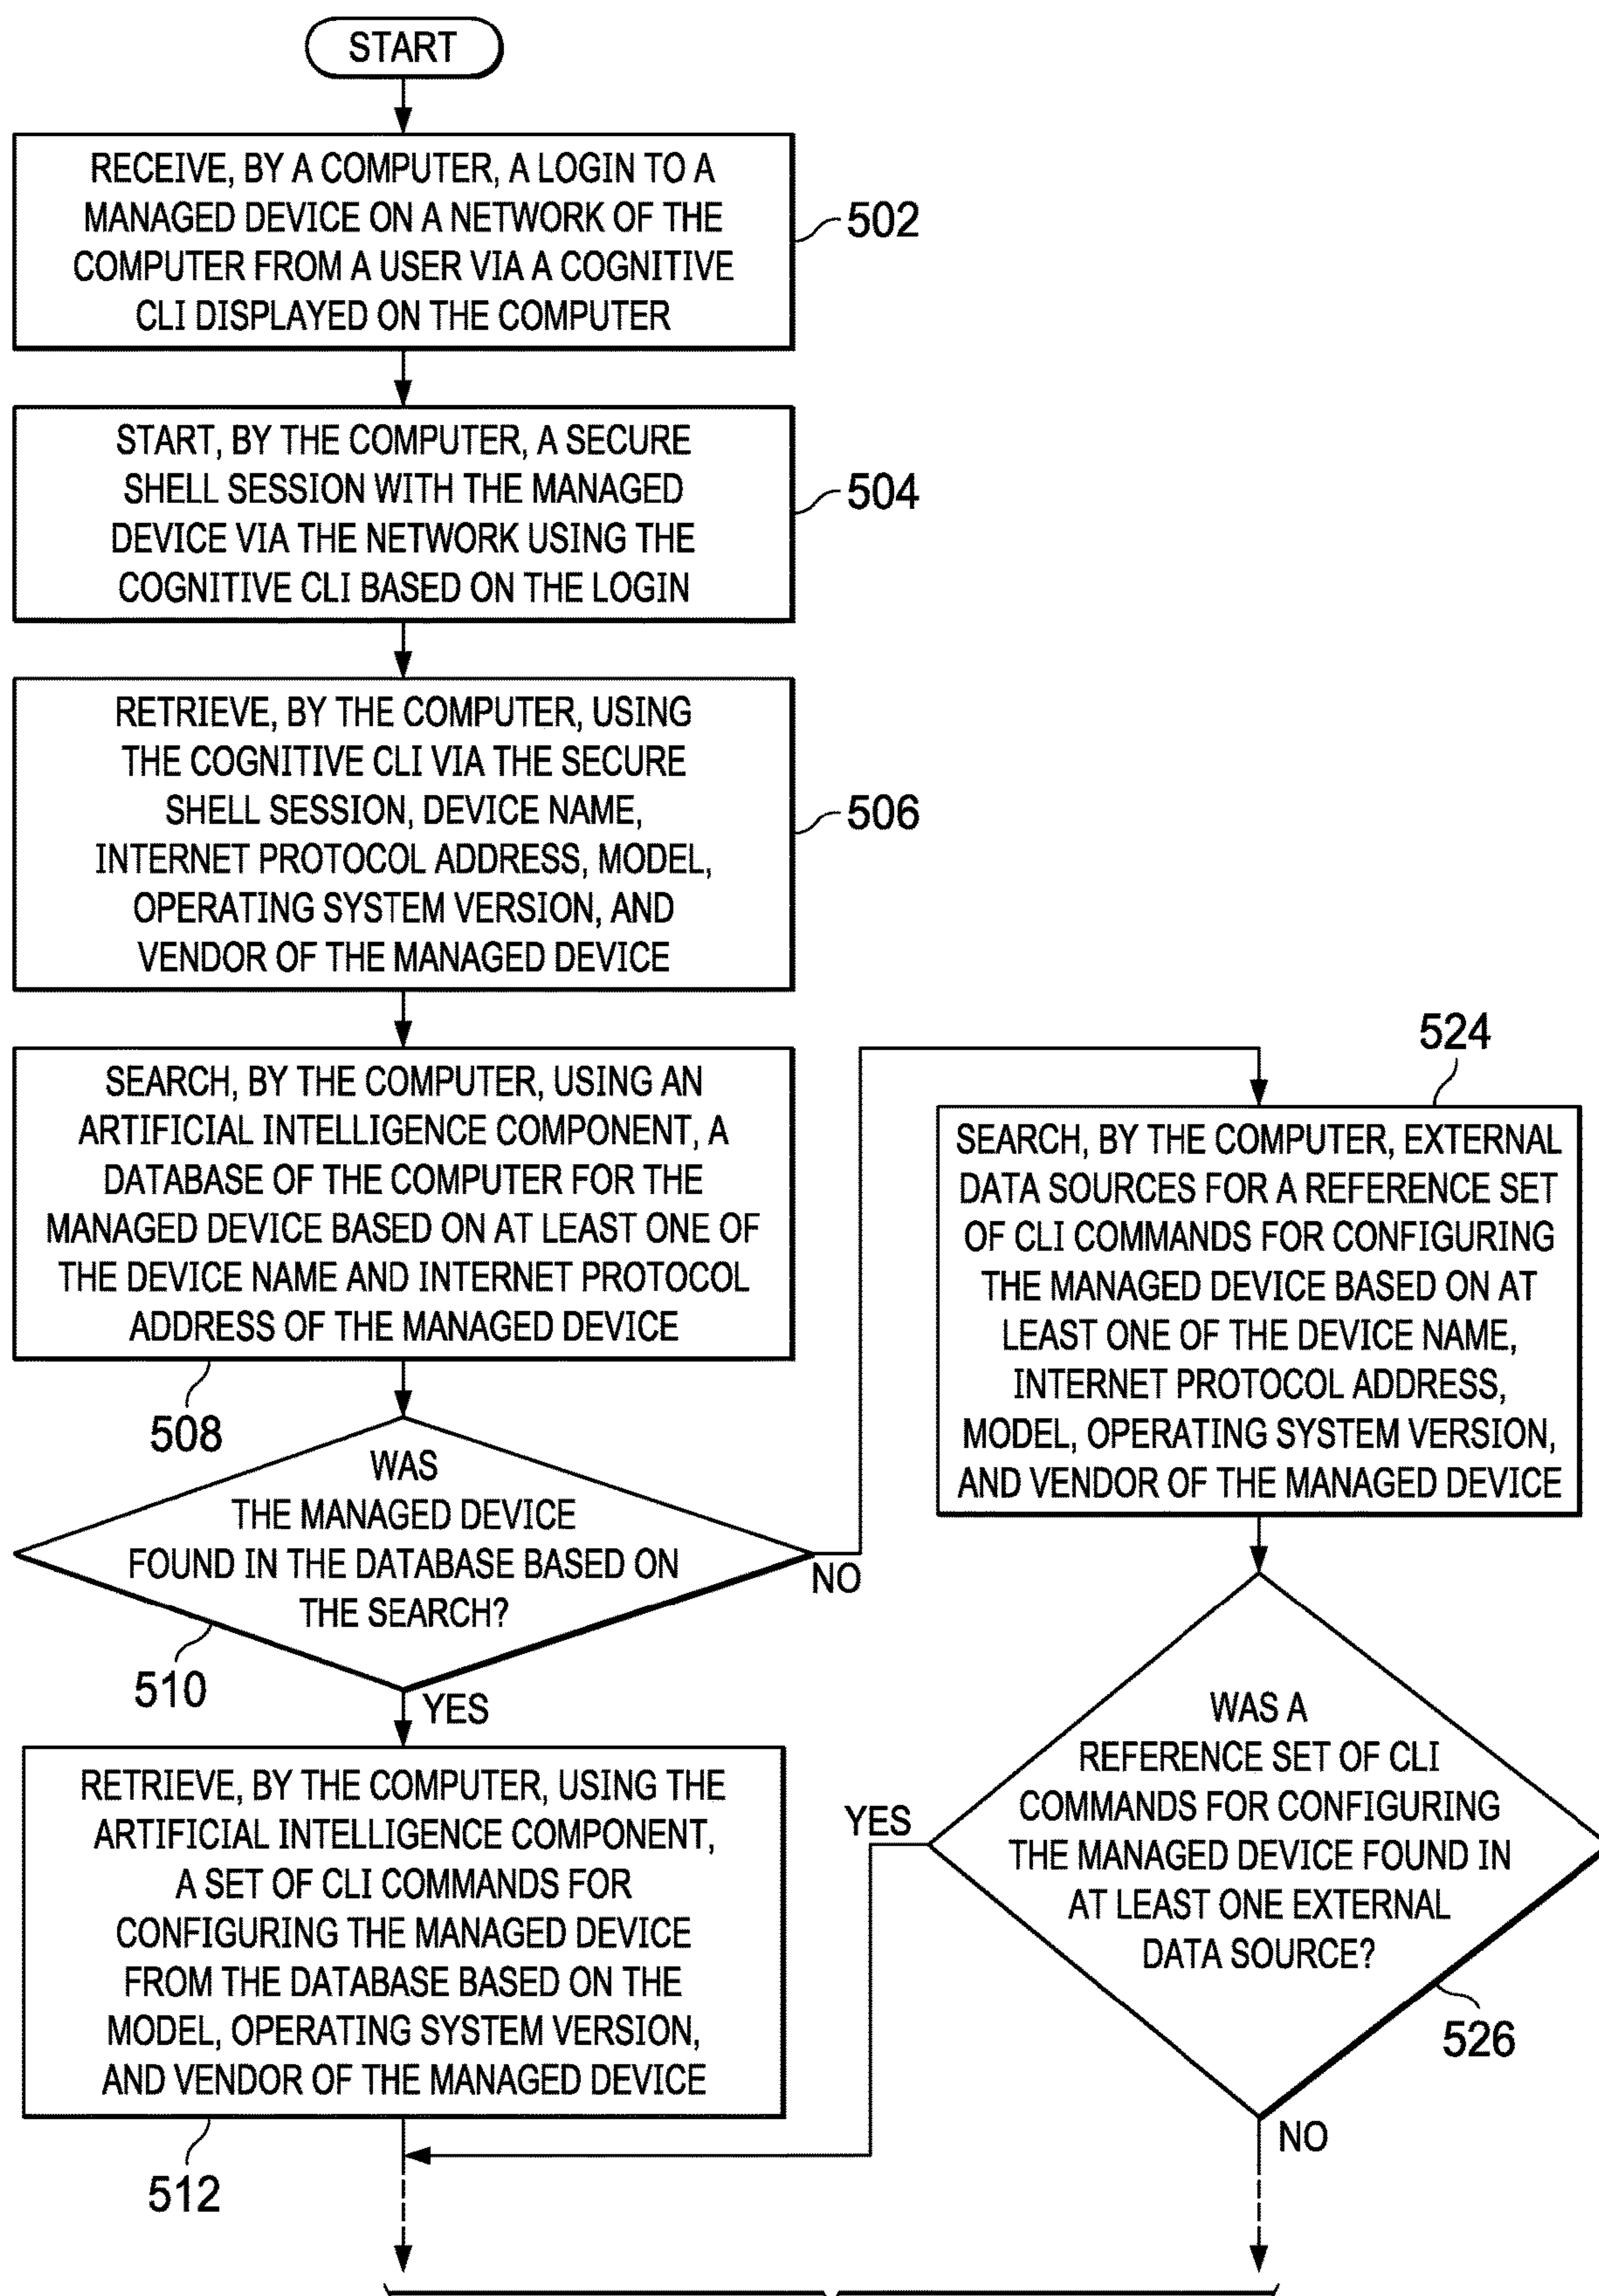 START
RECEIVE, BY A COMPUTER, A LOGIN TO A
MANAGED DEVICE ON A NETWORK OF THE
COMPUTER FROM A USER VIA A COGNITIVE
CLI DISPLAYED ON THE COMPUTER
502
START, BY THE COMPUTER, A SECURE
SHELL SESSION WITH THE MANAGED
DEVICE VIA THE NETWORK USING THE
COGNITIVE CLI BASED ON THE LOGIN
504
RETRIEVE, BY THE COMPUTER, USING
THE COGNITIVE CLI VIA THE SECURE
SHELL SESSION, DEVICE NAME,
INTERNET PROTOCOL ADDRESS, MODEL,
OPERATING SYSTEM VERSION, AND
VENDOR OF THE MANAGED DEVICE
506
SEARCH, BY THE COMPUTER, USING AN
ARTIFICIAL INTELLIGENCE COMPONENT, A
DATABASE OF THE COMPUTER FOR THE
MANAGED DEVICE BASED ON AT LEAST ONE OF
THE DEVICE NAME AND INTERNET PROTOCOL
ADDRESS OF THE MANAGED DEVICE
508
WAS
THE MANAGED DEVICE
FOUND IN THE DATABASE BASED ON
THE SEARCH?
NO
510
YES
RETRIEVE, BY THE COMPUTER, USING THE
ARTIFICIAL INTELLIGENCE COMPONENT,
A SET OF CLI COMMANDS FOR
CONFIGURING THE MANAGED DEVICE
FROM THE DATABASE BASED ON THE
MODEL, OPERATING SYSTEM VERSION,
AND VENDOR OF THE MANAGED DEVICE
512
524
SEARCH, BY THE COMPUTER, EXTERNAL
DATA SOURCES FOR A REFERENCE SET
OF CLI COMMANDS FOR CONFIGURING
THE MANAGED DEVICE BASED ON AT
LEAST ONE OF THE DEVICE NAME,
INTERNET PROTOCOL ADDRESS,
MODEL, OPERATING SYSTEM VERSION,
AND VENDOR OF THE MANAGED DEVICE
WAS A
REFERENCE SET OF CLI
COMMANDS FOR CONFIGURING
THE MANAGED DEVICE FOUND IN
AT LEAST ONE EXTERNAL
DATA SOURCE?
YES
526
NO